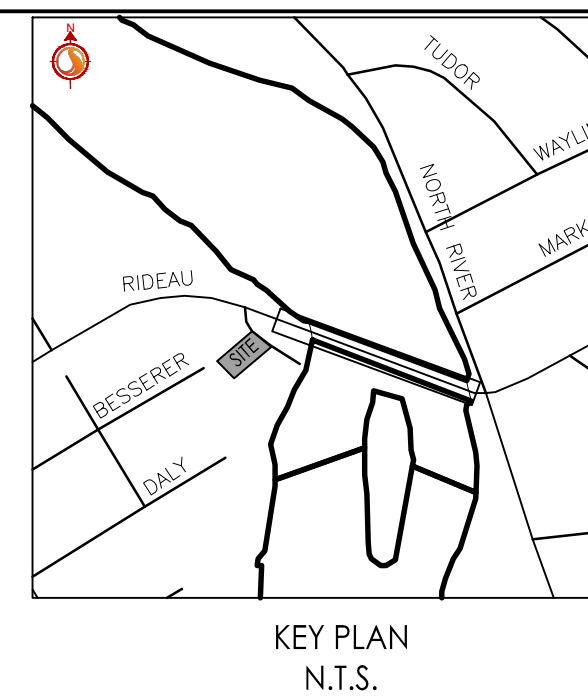 N
TUDOR
WAYLI
NORTH RIVER
MARK
RIDEAU
SITE
BESSERER
DALY
KEY PLAN
N.T.S.